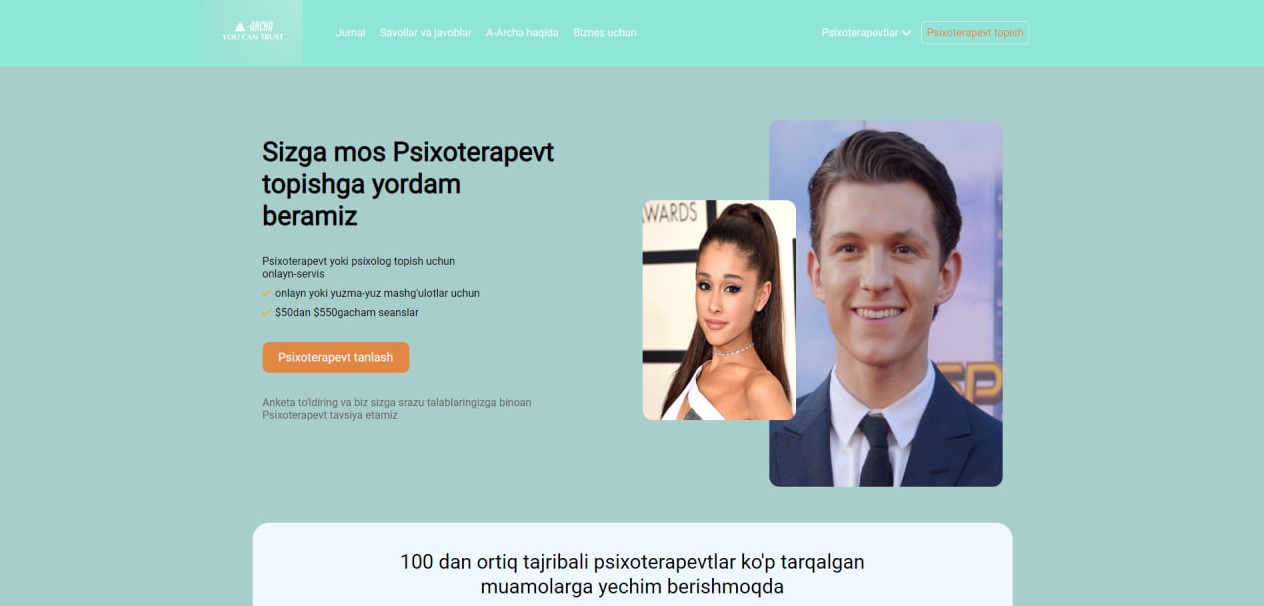 -ARCHA
YOU CAN TRUST
Jurnal Savollar va javoblar A-Archa haqida Biznes uchun Psixoterapevtlar Psixoterapevt topish
Sizga mos Psixoterapevt
topishga yordam
beramiz
Psixoterapevt yoki psixolog topish uchun
onlayn-servis
onlayn yoki yuzma-yuz mashg'ulotlar uchun
$50dan $550gacham seanslar
Psixoterapevt tanlash
Anketa to'ldiring va biz sizga srazu talablaringizga binoan
Psixoterapevt tavsiya etamiz
WARDS
SP
100 dan ortiq tajribali psixoterapevtlar ko'p tarqalgan
muamolarga yechim berishmoqda